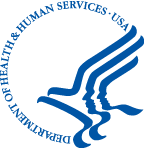 DEPARTMENT OF HEALTH & HUMAN SERVICES · USA